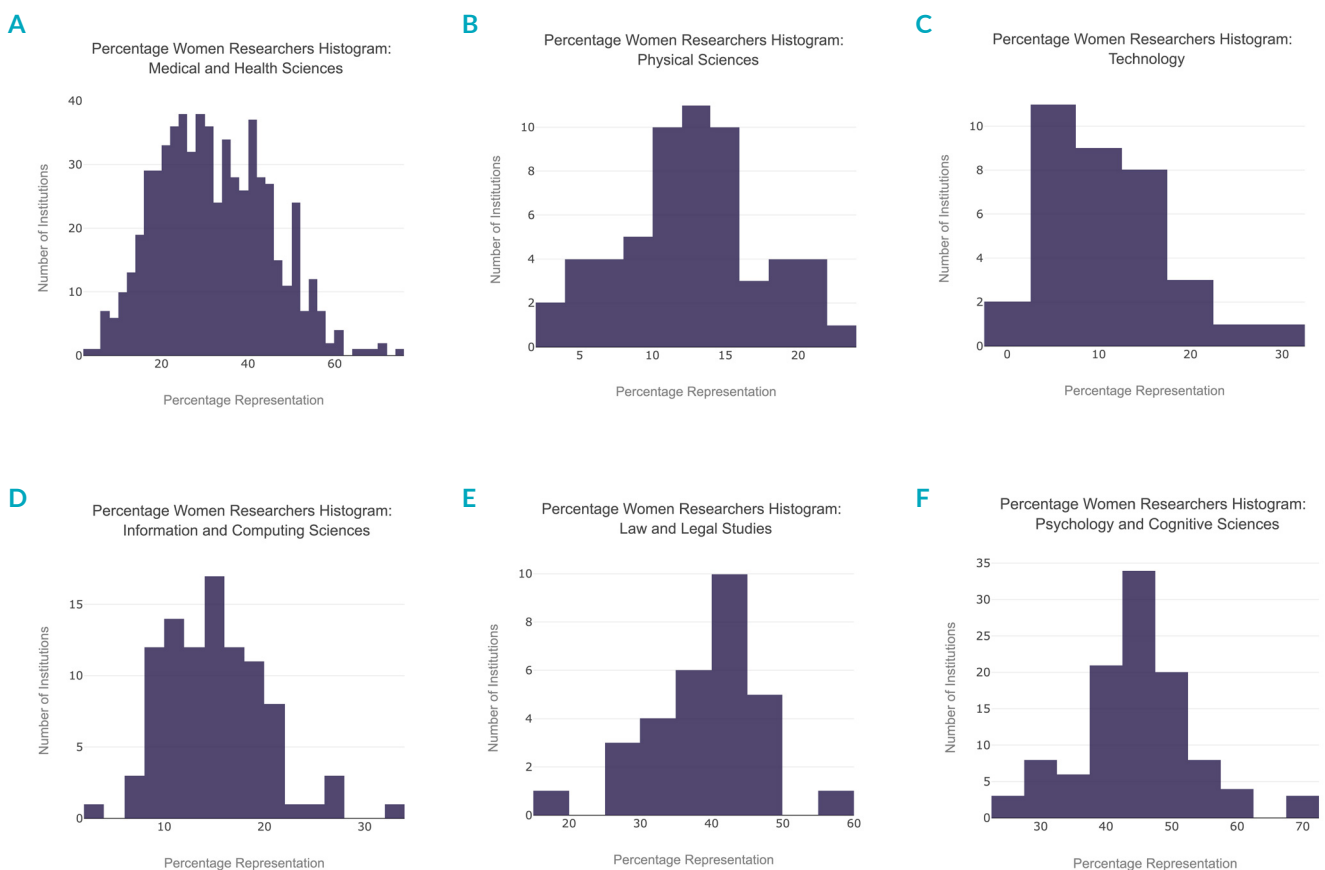 A
Percentage Women Researchers Histogram:
Medical and Health Sciences
40
30
20
10
0
20 40 60
Number of Institutions
Percentage Representation
B
Percentage Women Researchers Histogram:
Physical Sciences
10
8
6
4
2
0
5 10 15 20
Number of Institutions
Percentage Representation
C
Percentage Women Researchers Histogram:
Technology
10
8
6
4
2
0
0 10 20 30
Number of Institutions
Percentage Representation
D
Percentage Women Researchers Histogram:
Information and Computing Sciences
15
10
5
0
10 20 30
Number of Institutions
Percentage Representation
E
Percentage Women Researchers Histogram:
Law and Legal Studies
10
8
6
4
2
0
20 30 40 50 60
Number of Institutions
Percentage Representation
F
Percentage Women Researchers Histogram:
Psychology and Cognitive Sciences
35
30
25
20
15
10
5
0
30 40 50 60 70
Number of Institutions
Percentage Representation